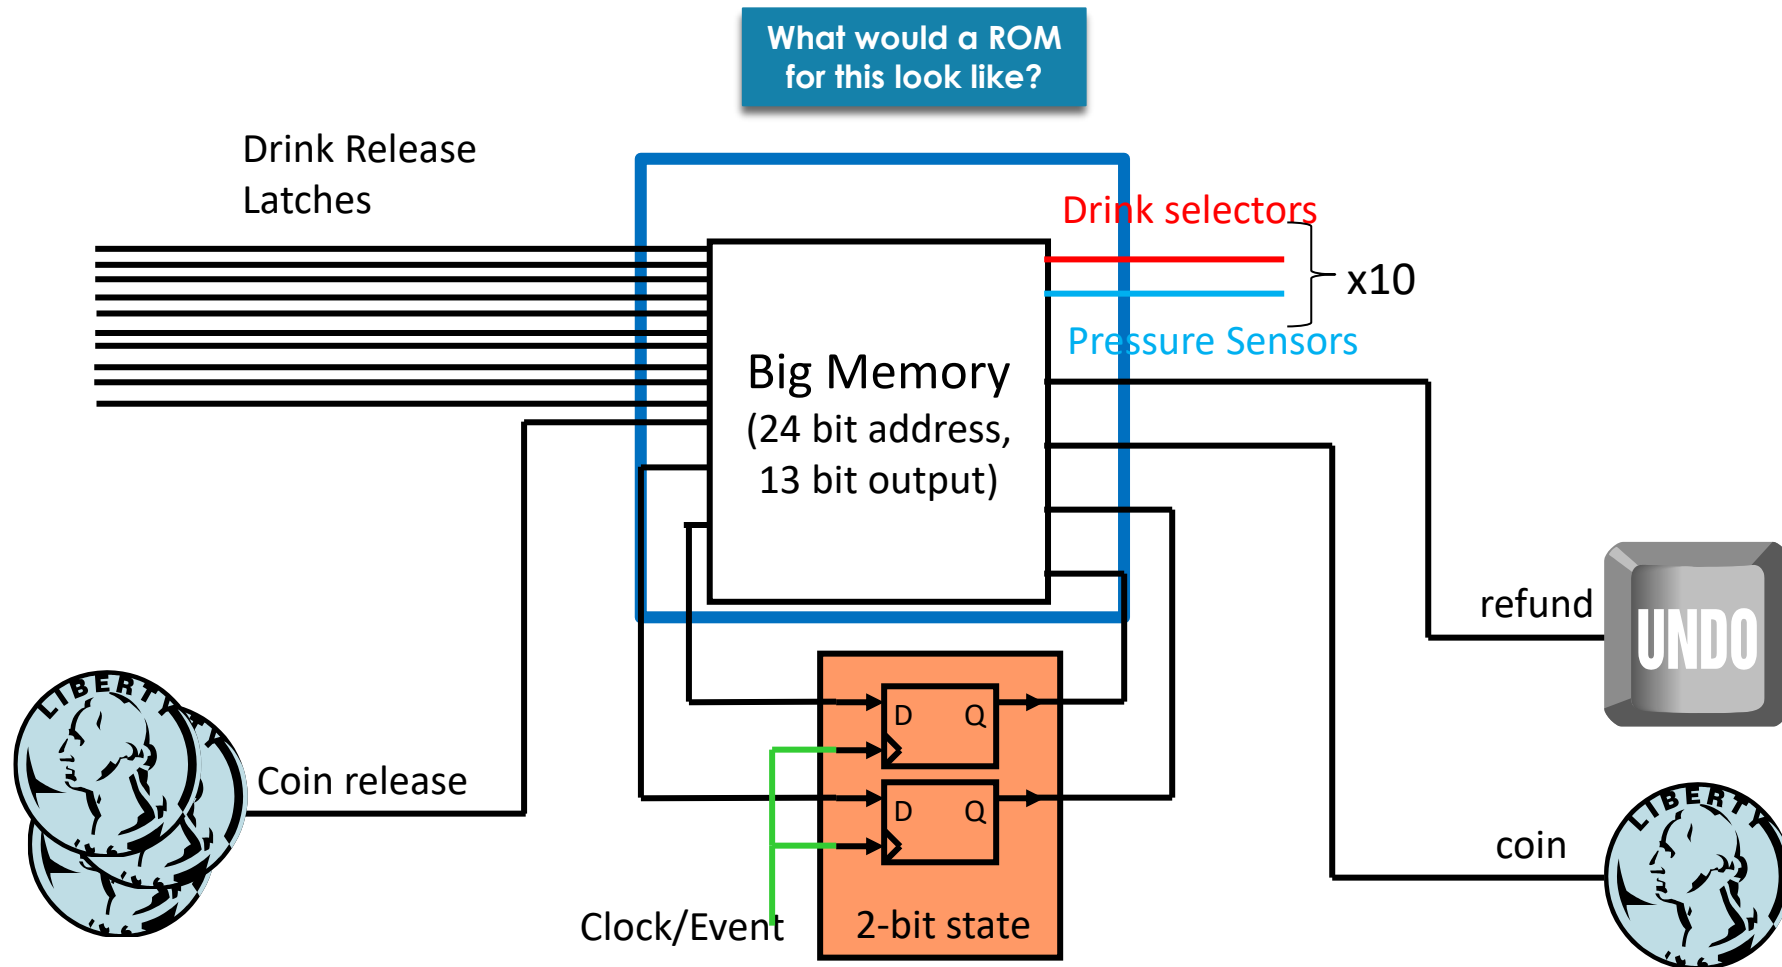 What would a ROM
for this look like?
Drink Release
Latches
Drink selectors
x10
Pressure Sensors
Big Memory
(24 bit address,
13 bit output)
refund
UNDO
D Q
D Q
LIBERTY
TY
Coin release
LIBERTY
coin
Clock/Event
2-bit state